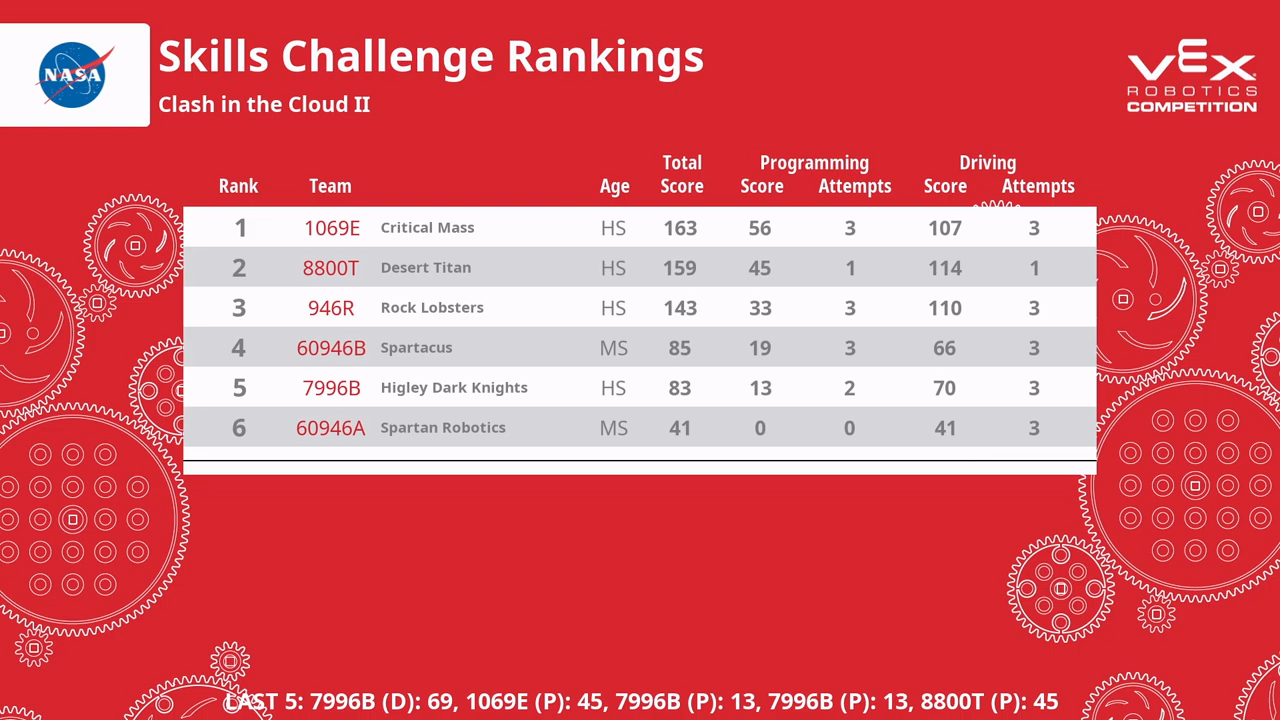 NASA
Skills Challenge Rankings
Clash in the Cloud II
VEX
ROBOTICS
COMPETITION
Total Programming Driving
Rank Team Age Score Score Attempts Score Attempts
1 1069E Critical Mass HS 163 56 3 107 3
2 8800T Desert Titan HS 159 45 1 114 1
3 946R Rock Lobsters HS 143 33 3 110 3
4 60946B Spartacus MS 85 19 3 66 3
5 7996B Higley Dark Knights HS 83 13 2 70 3
6 60946A Spartan Robotics MS 41 0 0 41 3
LAST 5: 7996B (D): 69, 1069E (P): 45, 7996B (P): 13, 7996B (P): 13, 8800T (P): 45